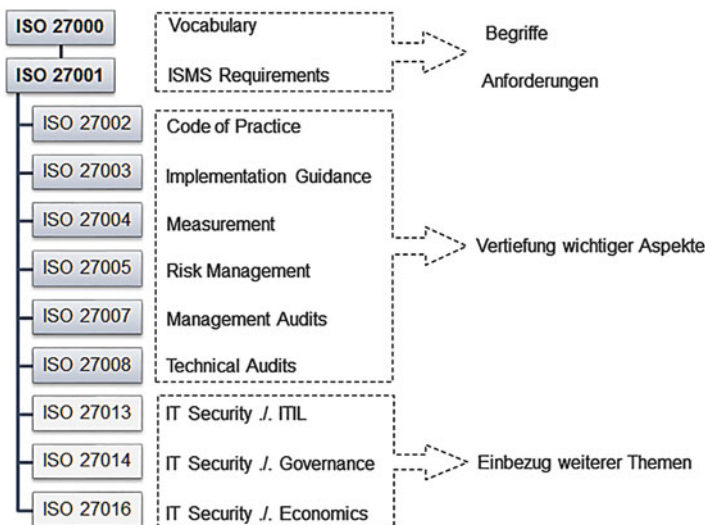 ISO 27000 Vocabulary Begriffe
ISO 27001 ISMS Requirements Anforderungen
ISO 27002 Code of Practice
ISO 27003 Implementation Guidance
ISO 27004 Measurement Vertiefung wichtiger Aspekte
ISO 27005 Risk Management
ISO 27007 Management Audits
ISO 27008 Technical Audits
ISO 27013 IT Security ./. ITIL
ISO 27014 IT Security ./. Governance Einbezug weiterer Themen
ISO 27016 IT Security ./. Economics